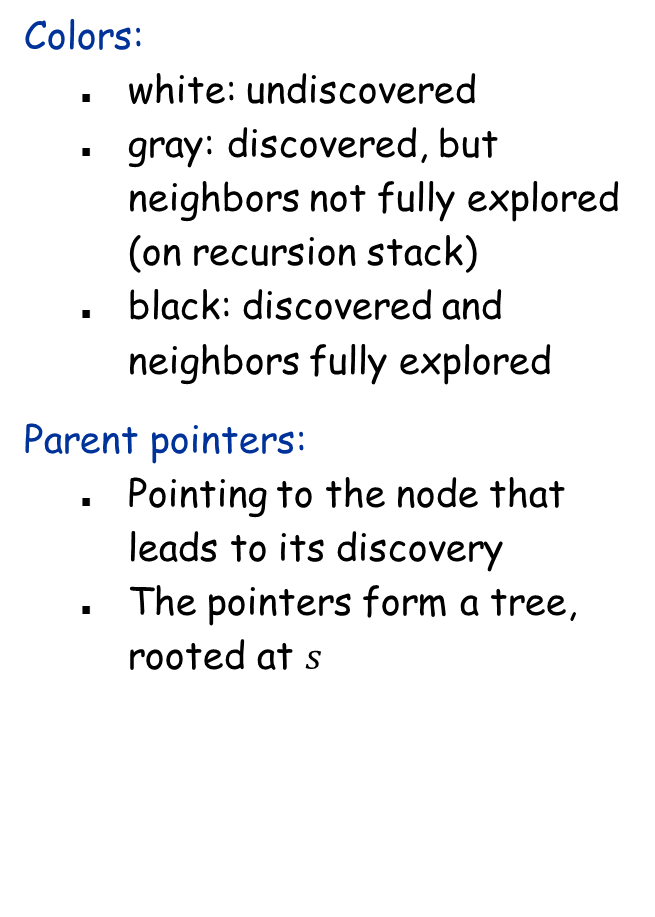 Colors:
▪ white: undiscovered
▪ gray: discovered, but
neighbors not fully explored
(on recursion stack)
▪ black: discovered and
neighbors fully explored
Parent pointers:
▪ Pointing to the node that
leads to its discovery
▪ The pointers form a tree,
rooted at s